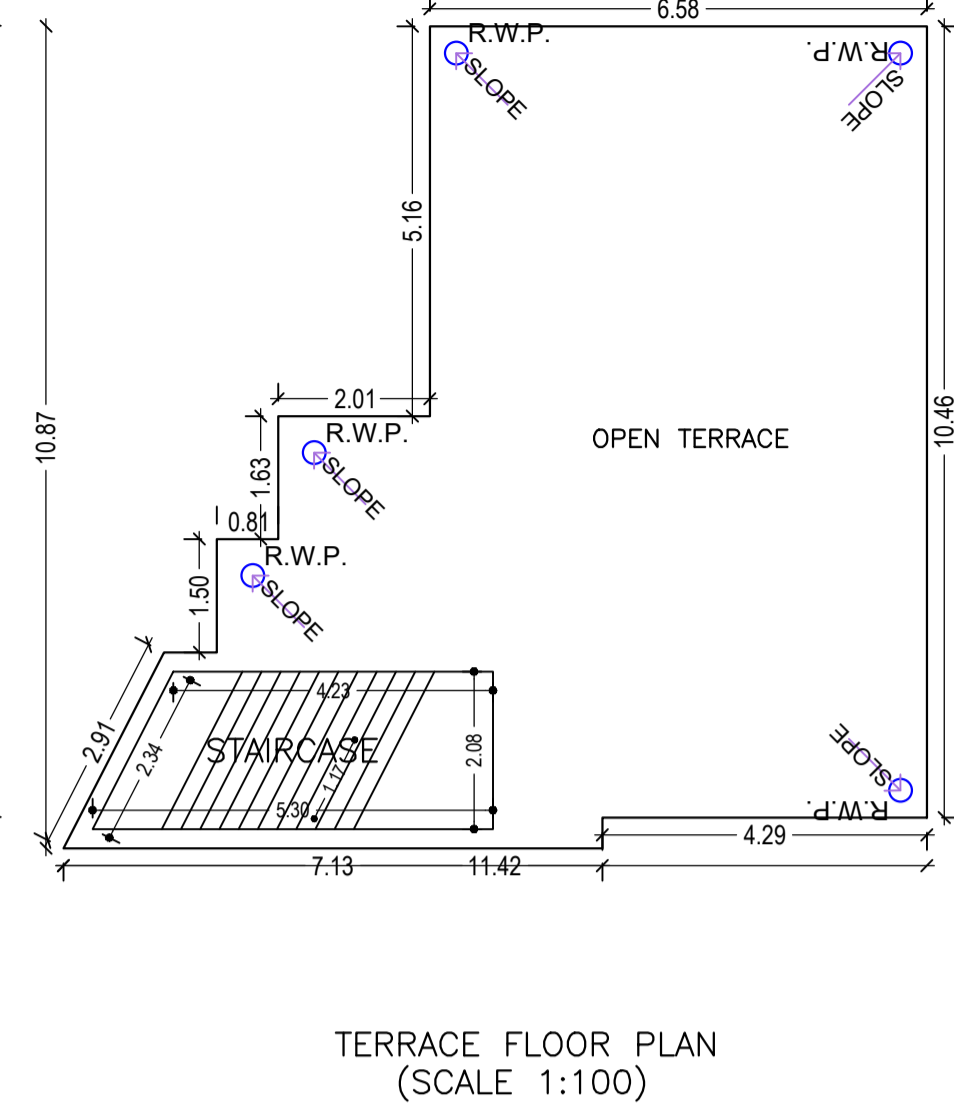 6.58
R.W.P.
R.W.P.
SLOPE
SLOPE
5.16
10.87
2.01
10.46
R.W.P.
OPEN TERRACE
1.63
SLOPE
0.81
R.W.P.
1.50
SLOPE
4.23
2.91
2.34
STAIRCASE
2.08
1.17
SLOPE
5.30
R.W.P.
4.29
7.13
11.42
TERRACE FLOOR PLAN
(SCALE 1:100)